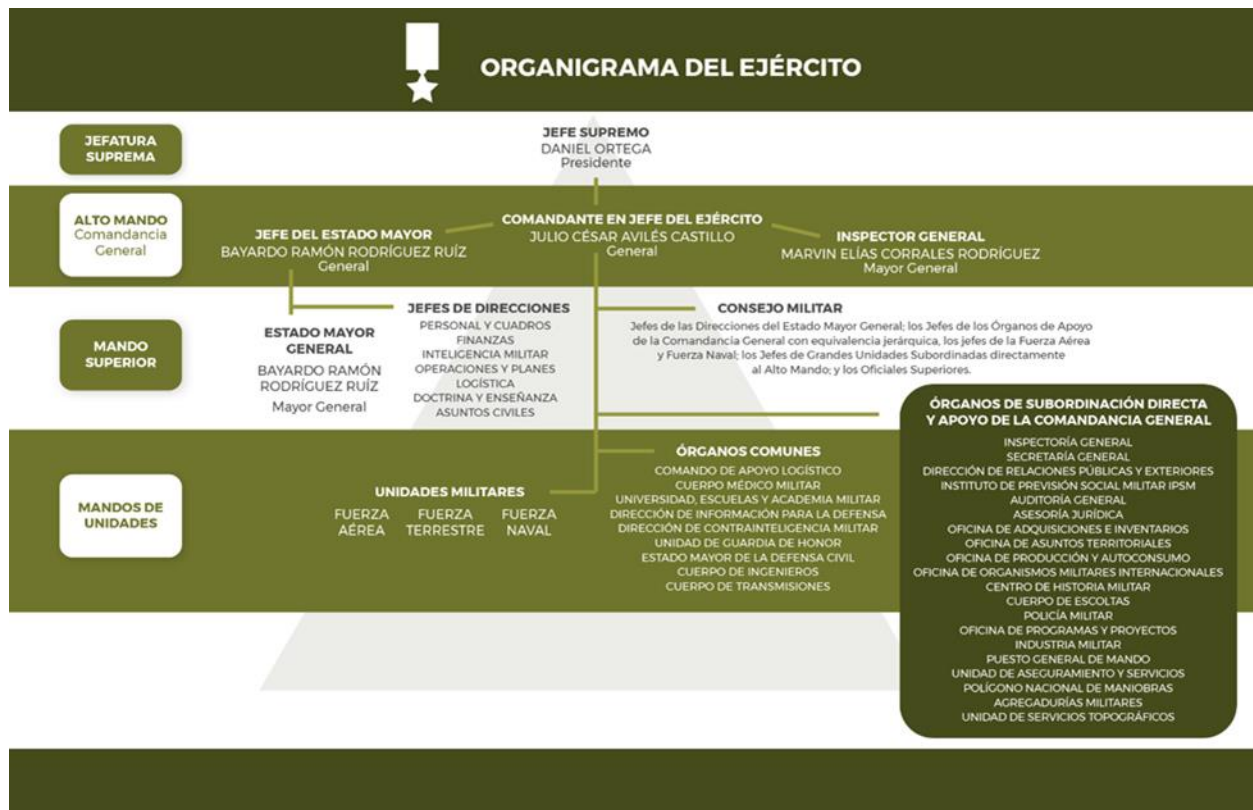 ORGANIGRAMA DEL EJÉRCITO
JEFATURA
SUPREMA
JEFE SUPREMO
DANIEL ORTEGA
Presidente
ALTO MANDO
Comandancia
General
JEFE DEL ESTADO MAYOR
BAYARDO RAMÓN RODRÍGUEZ RUÍZ
General
COMANDANTE EN JEFE DEL EJÉRCITO
JULIO CÉSAR AVILÉS CASTILLO
General
INSPECTOR GENERAL
MARVIN ELÍAS CORRALES RODRÍGUEZ
Mayor General
MANDO
SUPERIOR
ESTADO MAYOR
GENERAL
BAYARDO RAMÓN
RODRÍGUEZ RUÍZ
Mayor General
JEFES DE DIRECCIONES
PERSONAL Y CUADROS
FINANZAS
INTELIGENCIA MILITAR
OPERACIONES Y PLANES
LOGÍSTICA
DOCTRINA Y ENSEÑANZA
ASUNTOS CIVILES
CONSEJO MILITAR
Jefes de las Direcciones del Estado Mayor General; los Jefes de los Órganos de Apoyo
de la Comandancia General con equivalencia jerárquica, los jefes de la Fuerza Aérea
y Fuerza Naval; los Jefes de Grandes Unidades Subordinadas directamente
al Alto Mando; y los Oficiales Superiores.
MANDOS DE
UNIDADES
UNIDADES MILITARES
FUERZA
AÉREA
FUERZA
TERRESTRE
FUERZA
NAVAL
ÓRGANOS COMUNES
COMANDO DE APOYO LOGÍSTICO
CUERPO MÉDICO MILITAR
UNIVERSIDAD, ESCUELAS Y ACADEMIA MILITAR
DIRECCIÓN DE INFORMACIÓN PARA LA DEFENSA
DIRECCIÓN DE CONTRAINTELIGENCIA MILITAR
UNIDAD DE GUARDIA DE HONOR
ESTADO MAYOR DE LA DEFENSA CIVIL
CUERPO DE INGENIEROS
CUERPO DE TRANSMISIONES
ÓRGANOS DE SUBORDINACIÓN DIRECTA
Y APOYO DE LA COMANDANCIA GENERAL
INSPECTORÍA GENERAL
SECRETARÍA GENERAL
DIRECCIÓN DE RELACIONES PÚBLICAS Y EXTERIORES
INSTITUTO DE PREVISIÓN SOCIAL MILITAR IPSM
AUDITORÍA GENERAL
ASESORÍA JURÍDICA
OFICINA DE ADQUISICIONES E INVENTARIOS
OFICINA DE ASUNTOS TERRITORIALES
OFICINA DE PRODUCCIÓN Y AUTOCONSUMO
OFICINA DE ORGANISMOS MILITARES INTERNACIONALES
CENTRO DE HISTORIA MILITAR
CUERPO DE ESCOLTAS
POLICÍA MILITAR
OFICINA DE PROGRAMAS Y PROYECTOS
INDUSTRIA MILITAR
PUESTO GENERAL DE MANDO
UNIDAD DE ASEGURAMIENTO Y SERVICIOS
POLÍGONO NACIONAL DE MANIOBRAS
AGREGADURÍAS MILITARES
UNIDAD DE SERVICIOS TOPOGRÁFICOS